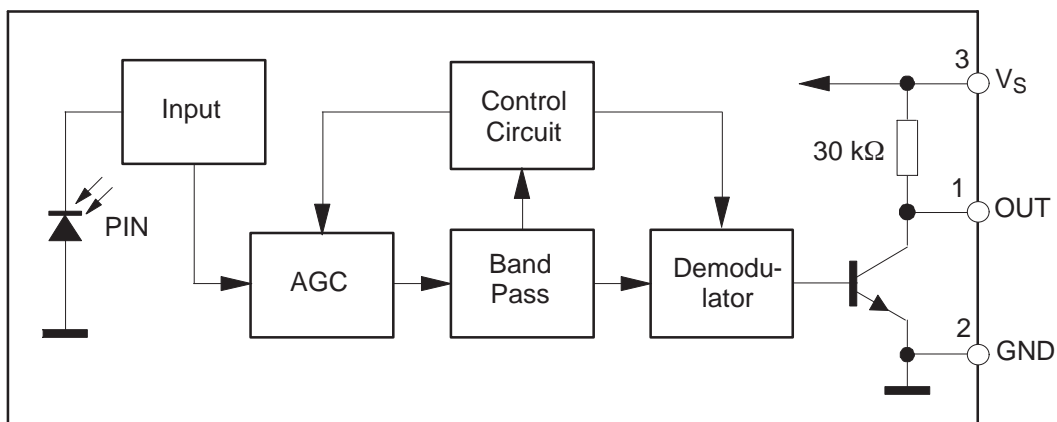 Input
Control
Circuit
3
V_S
30 kΩ
PIN
1
OUT
AGC
Band
Pass
Demodu-
lator
2
GND